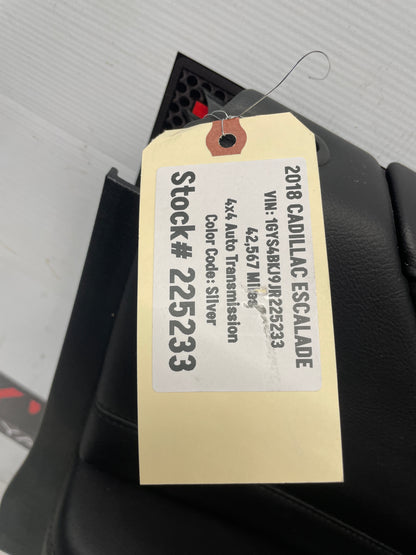 2018 CADILLAC ESCALADE
VIN: 1GYS4BKJ9JR225233
42,567 Miles
4x4 Auto Transmission
Color Code: Silver
Stock# 225233